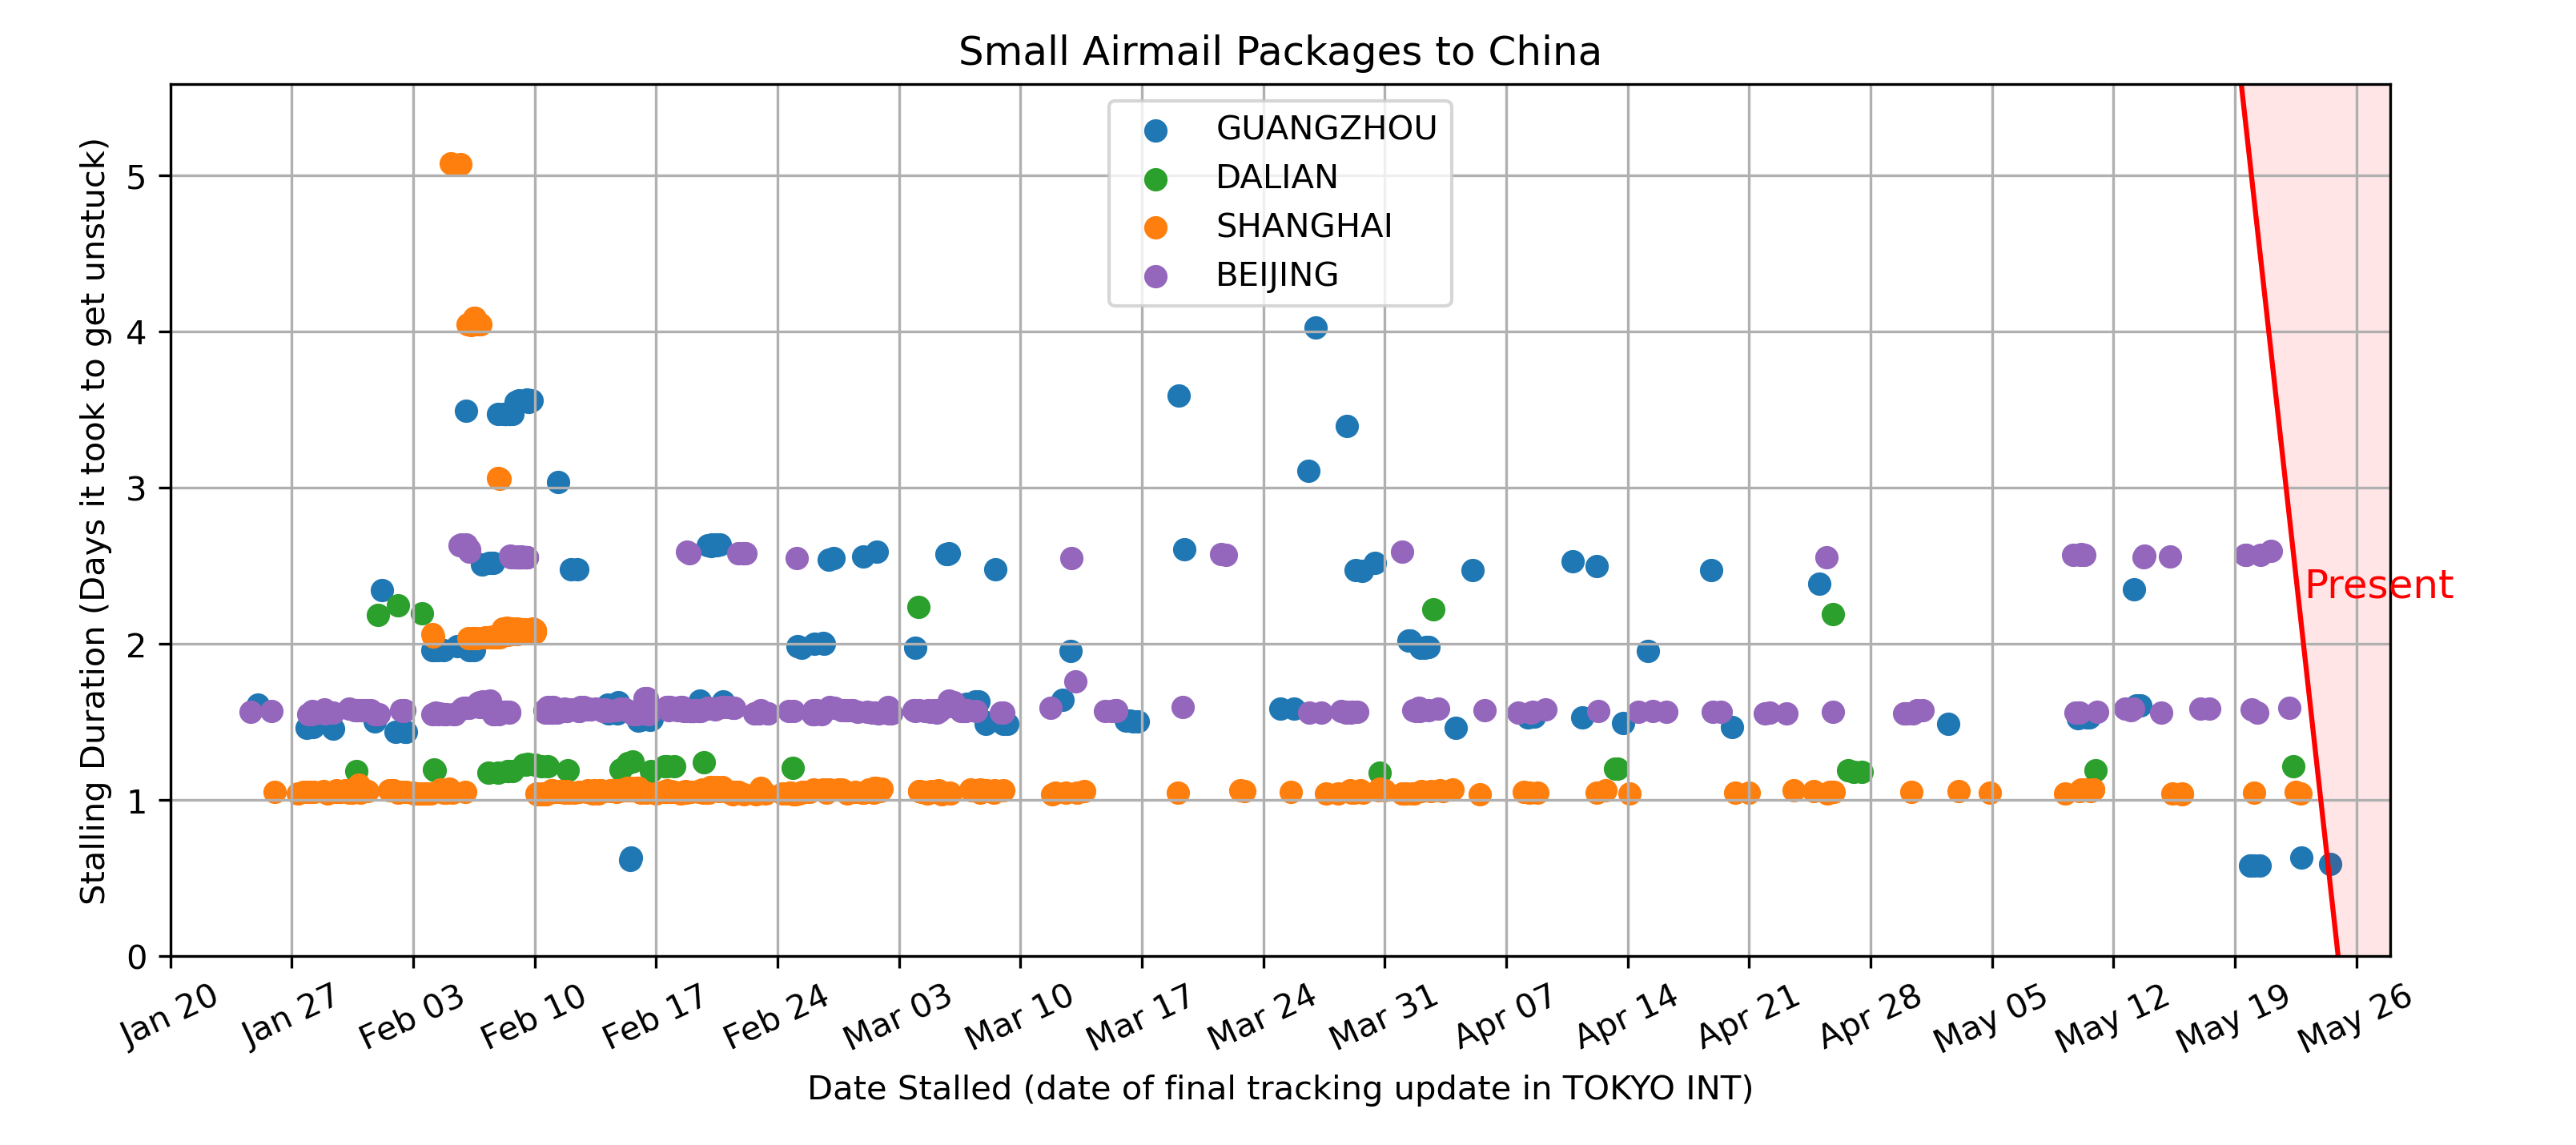 Small Airmail Packages to China
GUANGZHOU
DALIAN
SHANGHAI
BEIJING
Stalling Duration (Days it took to get unstuck)
5
4
3
2
1
0
Present
Jan 20
Jan 27
Feb 03
Feb 10
Feb 17
Feb 24
Mar 03
Mar 10
Mar 17
Mar 24
Mar 31
Apr 07
Apr 14
Apr 21
Apr 28
May 05
May 12
May 19
May 26
Date Stalled (date of final tracking update in TOKYO INT)